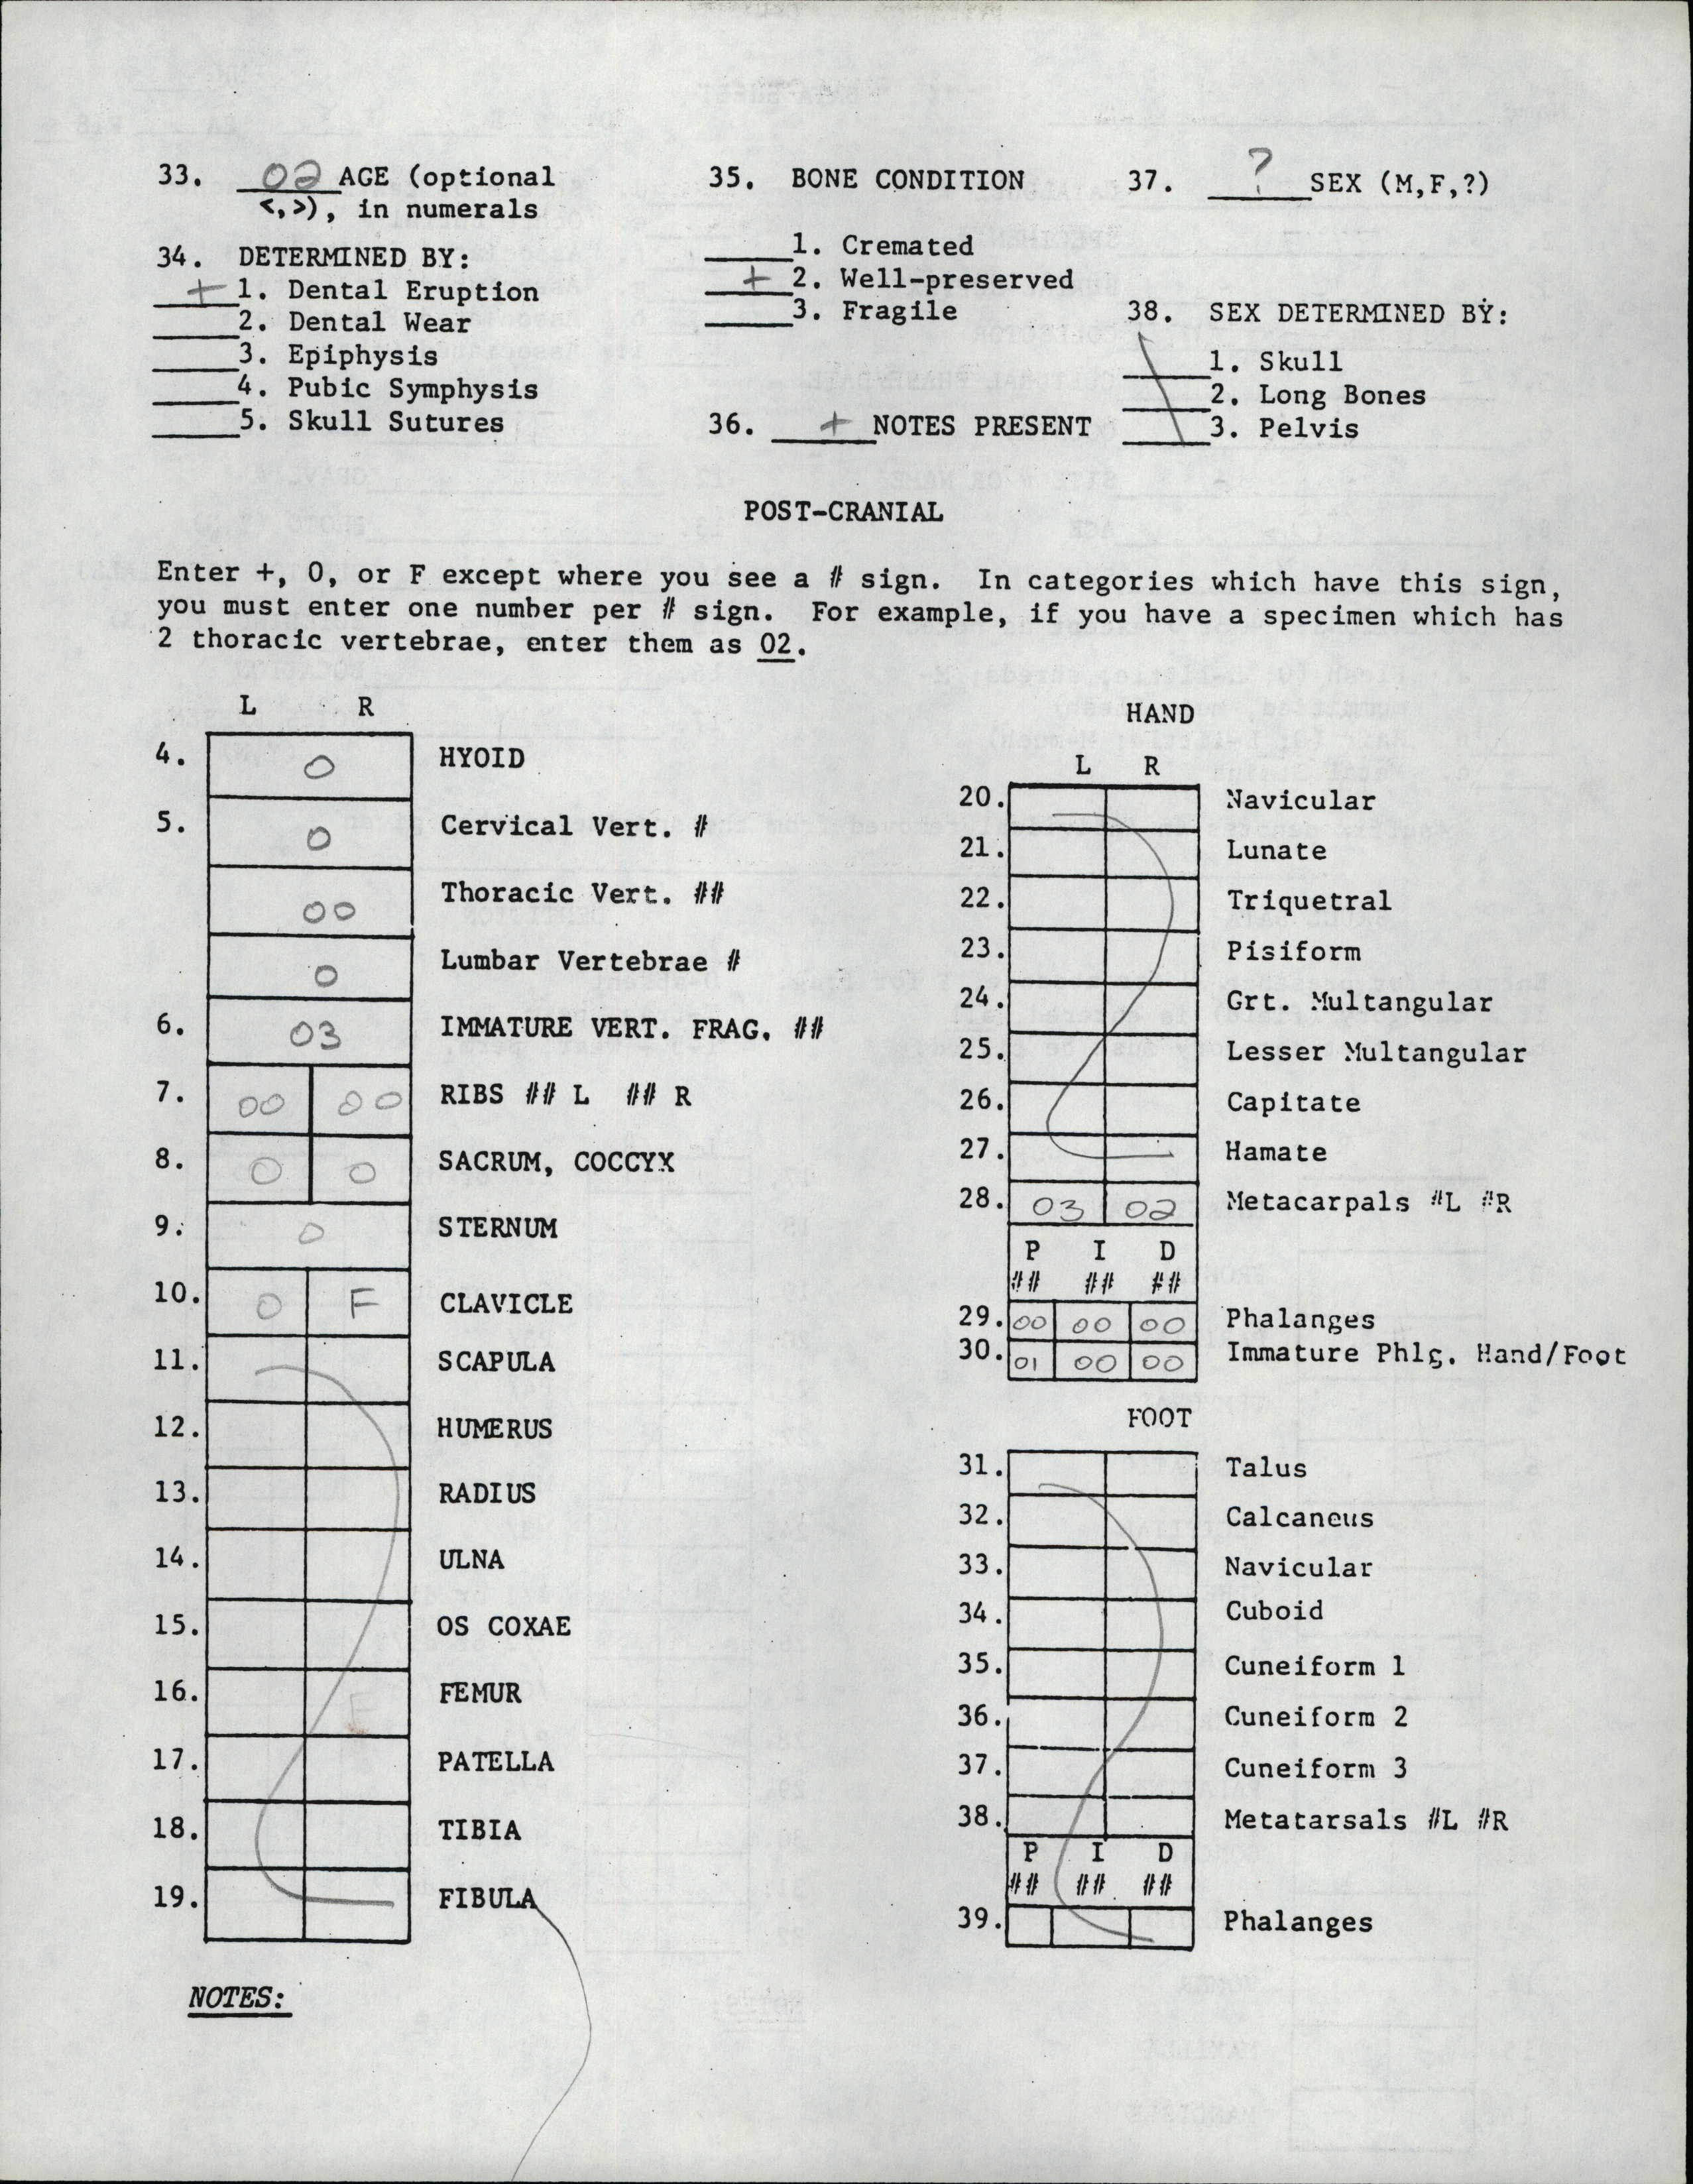 33. 02 AGE (optional
<,>), in numerals
34. DETERMINED BY:
+ 1. Dental Eruption
2. Dental Wear
3. Epiphysis
4. Pubic Symphysis
5. Skull Sutures
35. BONE CONDITION
1. Cremated
+ 2. Well-preserved
3. Fragile
36. + NOTES PRESENT
37. ? SEX (M,F,?)
38. SEX DETERMINED BY:
1. Skull
2. Long Bones
3. Pelvis
POST-CRANIAL
Enter +, 0, or F except where you see a # sign. In categories which have this sign,
you must enter one number per # sign. For example, if you have a specimen which has
2 thoracic vertebrae, enter them as 02.
L R
4. 0 HYOID
5. 0 Cervical Vert. #
00 Thoracic Vert. ##
0 Lumbar Vertebrae #
6. 03 IMMATURE VERT. FRAG. ##
7. 00 00 RIBS ## L ## R
8. 0 0 SACRUM, COCCYX
9. 0 STERNUM
10. 0 F CLAVICLE
11. SCAPULA
12. HUMERUS
13. RADIUS
14. ULNA
15. OS COXAE
16. FEMUR
17. PATELLA
18. TIBIA
19. FIBULA
NOTES:
HAND
L R
20. Navicular
21. Lunate
22. Triquetral
23. Pisiform
24. Grt. Multangular
25. Lesser Multangular
26. Capitate
27. Hamate
28. 03 02 Metacarpals #L #R
P I D
## ## ##
29. 00 00 00 Phalanges
30. 01 00 00 Immature Phlg. Hand/Foot
FOOT
31. Talus
32. Calcaneus
33. Navicular
34. Cuboid
35. Cuneiform 1
36. Cuneiform 2
37. Cuneiform 3
38. Metatarsals #L #R
P I D
## ## ##
39. Phalanges